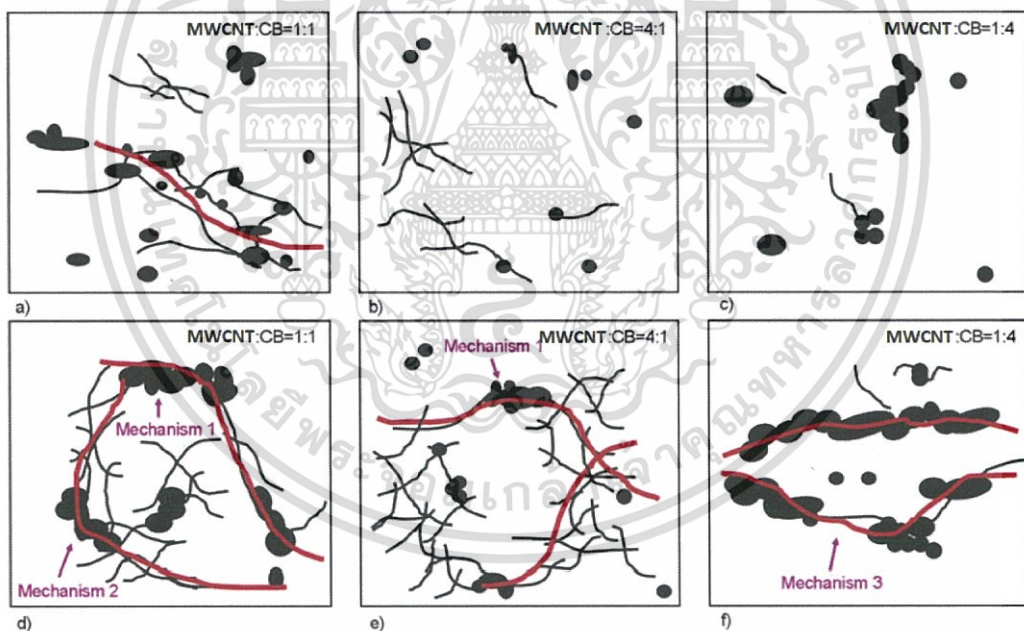 MWCNT:CB=1:1
MWCNT:CB=4:1
MWCNT:CB=1:4
a)
b)
c)
MWCNT:CB=1:1
Mechanism 1
Mechanism 2
MWCNT:CB=4:1
Mechanism 1
MWCNT:CB=1:4
Mechanism 3
d)
e)
f)